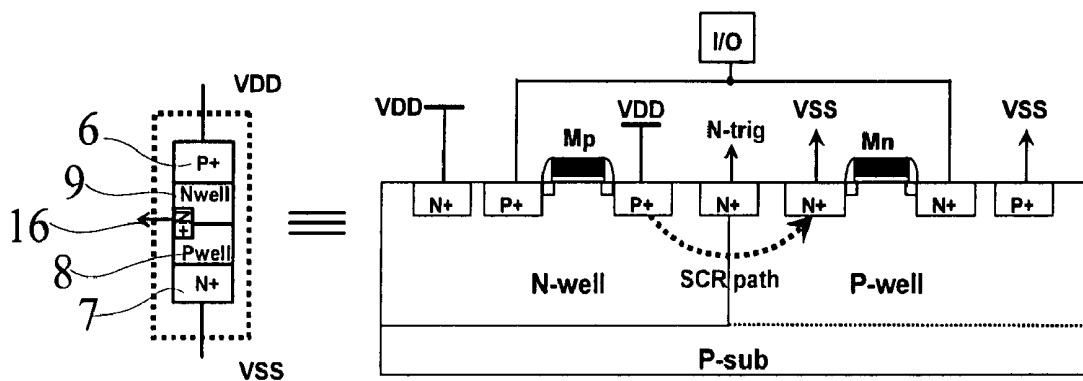 I/O
VDD
VDD
VDD
VSS
VSS
N-trig
Mp
Mn
6
P+
9
Nwell
16
N+
8
Pwell
7
N+
VSS
N+
P+
P+
N+
N+
N+
P+
SCR path
N-well
P-well
P-sub